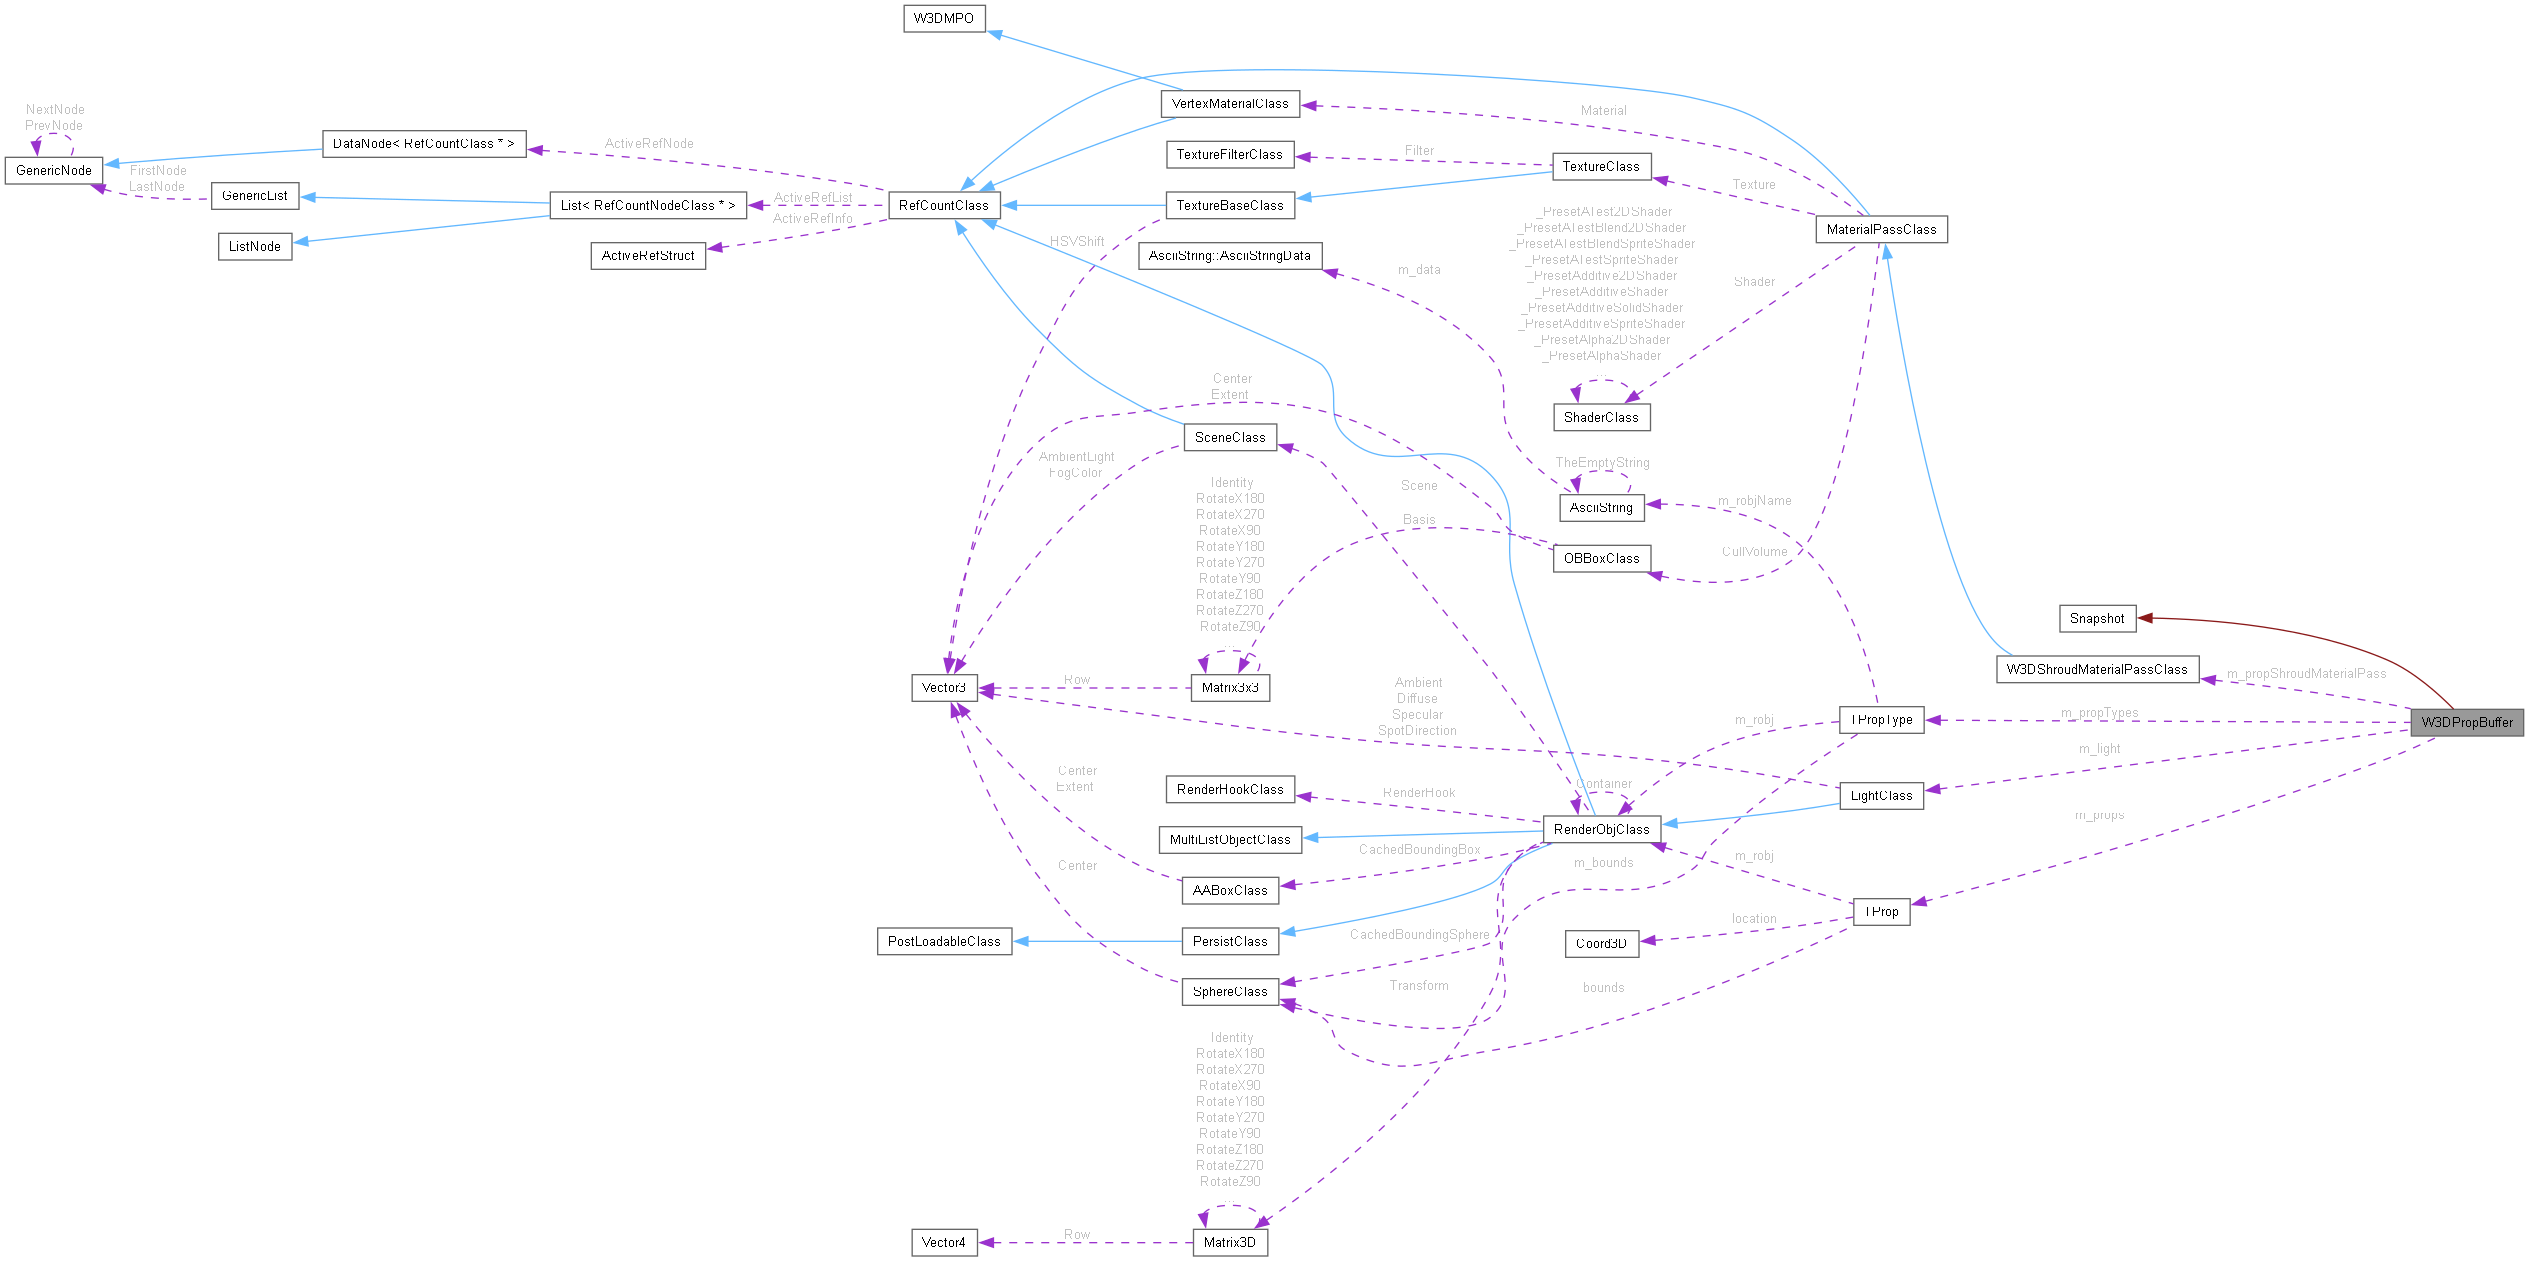 W3DMPO
VertexMaterialClass
Material
NextNode
PrevNode
DataNode< RefCountClass * >
ActiveRefNode
TextureFilterClass
Filter
TextureClass
GenericNode
FirstNode
LastNode
GenericList
List< RefCountNodeClass * >
ActiveRefList
RefCountClass
TextureBaseClass
Texture
ActiveRefInfo
ListNode
ActiveRefStruct
HSVShift
AsciiString::AsciiStringData
m_data
_PresetATest2DShader
_PresetATestBlend2DShader
_PresetATestBlendSpriteShader
_PresetATestSpriteShader
_PresetAdditive2DShader
_PresetAdditiveShader
_PresetAdditiveSolidShader
_PresetAdditiveSpriteShader
_PresetAlpha2DShader
_PresetAlphaShader
...
MaterialPassClass
Shader
ShaderClass
Center
Extent
SceneClass
AmbientLight
FogColor
TheEmptyString
AsciiString
m_robjName
Scene
Basis
OBBoxClass
CullVolume
Identity
RotateX180
RotateX270
RotateX90
RotateY180
RotateY270
RotateY90
RotateZ180
RotateZ270
RotateZ90
...
Snapshot
W3DShroudMaterialPassClass
m_propShroudMaterialPass
Vector3
Row
Matrix3x3
Ambient
Diffuse
Specular
SpotDirection
m_robj
TPropType
m_propTypes
W3DPropBuffer
m_light
Center
Extent
RenderHookClass
RenderHook
Container
LightClass
MultiListObjectClass
RenderObjClass
m_props
CachedBoundingBox
m_bounds
m_robj
Center
AABoxClass
TProp
location
PostLoadableClass
PersistClass
CachedBoundingSphere
Coord3D
SphereClass
Transform
bounds
Identity
RotateX180
RotateX270
RotateX90
RotateY180
RotateY270
RotateY90
RotateZ180
RotateZ270
RotateZ90
...
Vector4
Row
Matrix3D